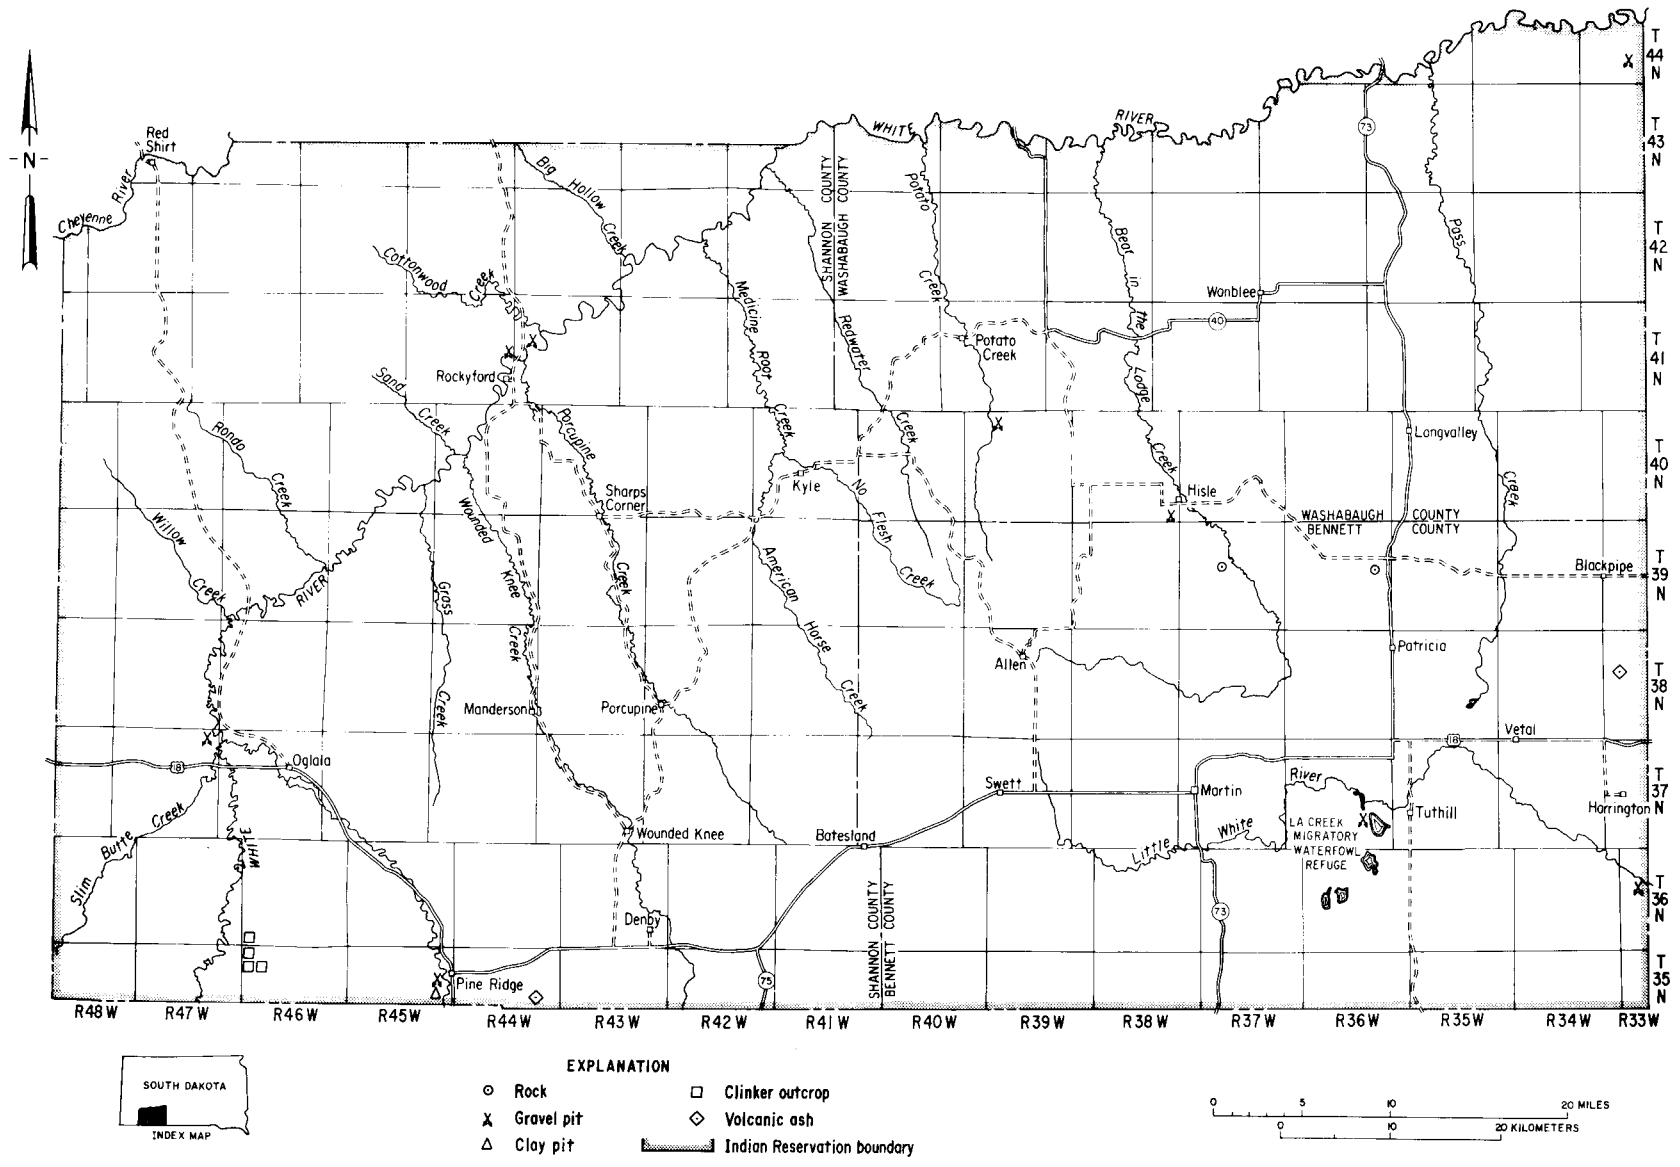 T
44
N
T
43
N
T
42
N
T
41
N
T
40
N
T
39
N
T
38
N
T
37
N
T
36
N
T
35
N
-N-
Red
Shirt
Cheyenne River
Big Hollow Creek
WHITE RIVER
Potato Creek
SHANNON COUNTY
WASHABAUGH COUNTY
Bear in the Lodge Creek
73
Pass Creek
Cottonwood Creek
Medicine Root Creek
Redwater Creek
Wanblee
40
Potato
Creek
Rockyford
Sand Creek
Porcupine Creek
Rondo Creek
Longvalley
Kyle
No Flesh Creek
Hisle
Sharps
Corner
Willow Creek
Wounded Knee Creek
WASHABAUGH COUNTY
BENNETT COUNTY
American Horse Creek
Blackpipe
RIVER
Grass Creek
Allen
Patricia
Manderson
Porcupine
18
Vetal
18
Oglala
Swett
Martin
River
Harrington
Tuthill
Slim Butte Creek
WHITE
Wounded Knee
Batesland
Little White
LA CREEK
MIGRATORY
WATERFOWL
REFUGE
SHANNON COUNTY
BENNETT COUNTY
Denby
73
Pine Ridge
75
R48W R47W R46W R45W R44W R43W R42W R41W R40W R39W R38W R37W R36W R35W R34W R33W
SOUTH DAKOTA
INDEX MAP
EXPLANATION
Rock
Gravel pit
Clay pit
Clinker outcrop
Volcanic ash
Indian Reservation boundary
0 5 10 20 MILES
0 10 20 KILOMETERS